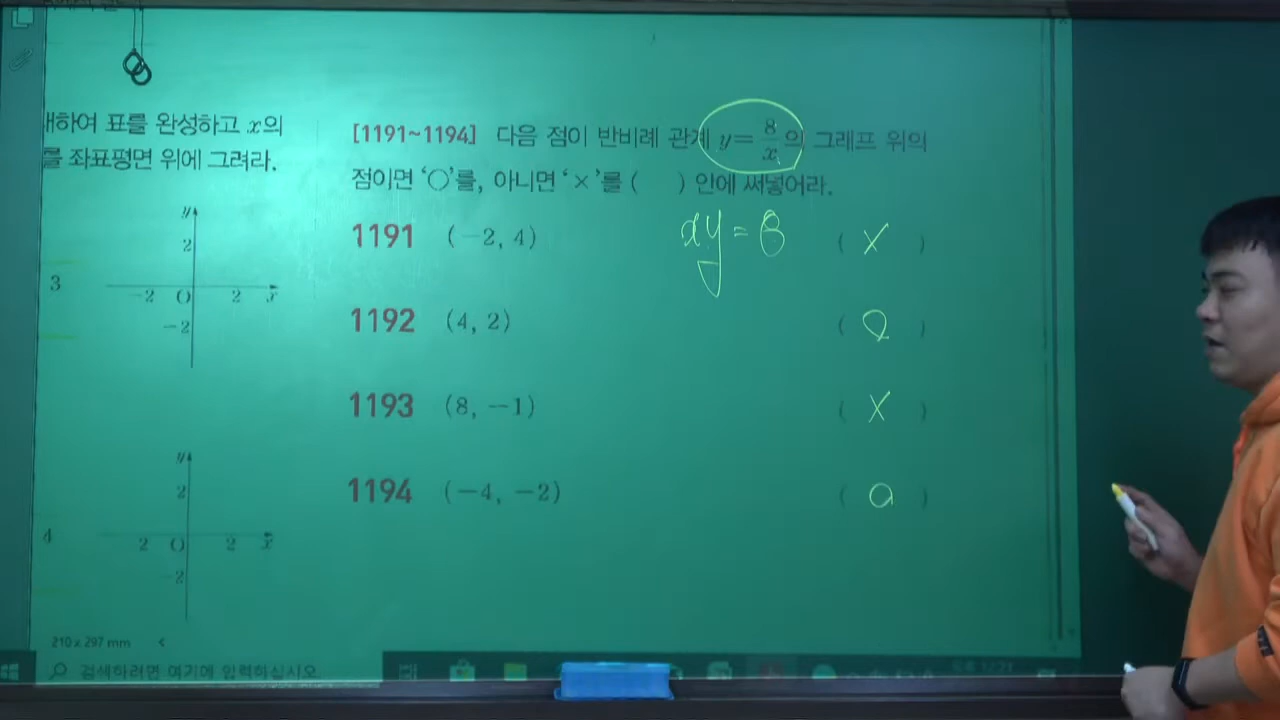 내하여 표를 완성하고 x의
를 좌표평면 위에 그려라.
y
2
3
-2 O 2 x
-2
y
2
4
2 O 2 x
-2
[1191~1194] 다음 점이 반비례 관계 y=8/x의 그래프 위의
점이면 ‘○’를, 아니면 ‘×’를 ( ) 인에 써넣어라.
xy=8
1191 (-2, 4) ( X )
1192 (4, 2) ( O )
1193 (8, -1) ( X )
1194 (-4, -2) ( O )
210 x 297 mm <
검색하려면 여기에 입력하십시오